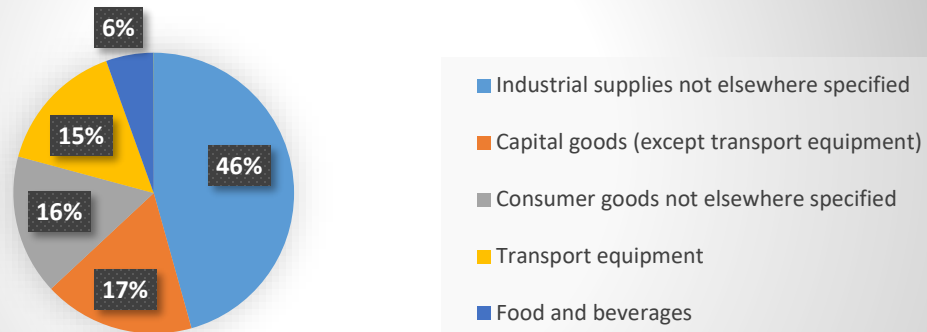 6%
15%
46%
16%
17%
Industrial supplies not elsewhere specified
Capital goods (except transport equipment)
Consumer goods not elsewhere specified
Transport equipment
Food and beverages